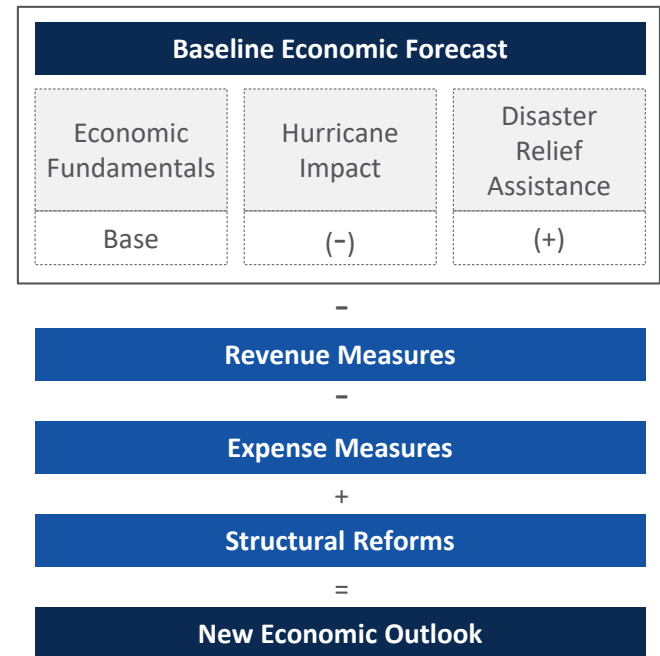 Baseline Economic Forecast
Economic
Fundamentals
Base
Hurricane
Impact
(-)
Disaster
Relief
Assistance
(+)
-
Revenue Measures
-
Expense Measures
+
Structural Reforms
=
New Economic Outlook